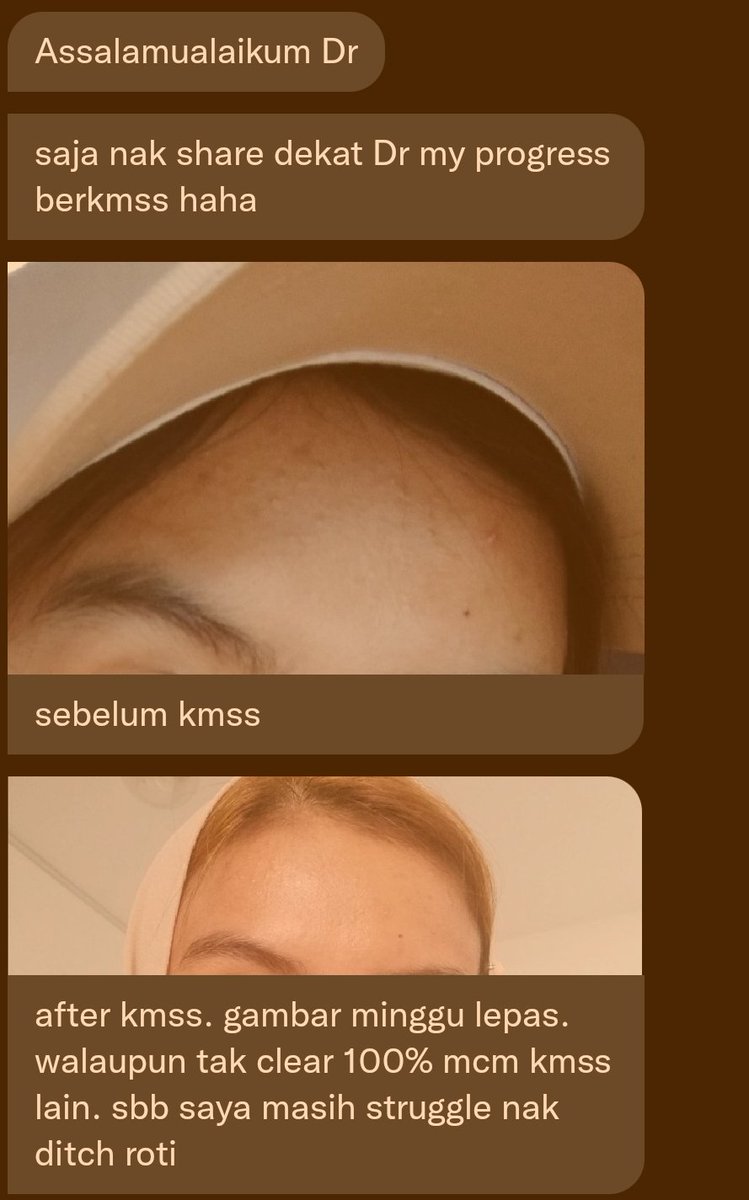 Assalamualaikum Dr
saja nak share dekat Dr my progress
berkmss haha
sebelum kmss
after kmss. gambar minggu lepas.
walaupun tak clear 100% mcm kmss
lain. sbb saya masih struggle nak
ditch roti